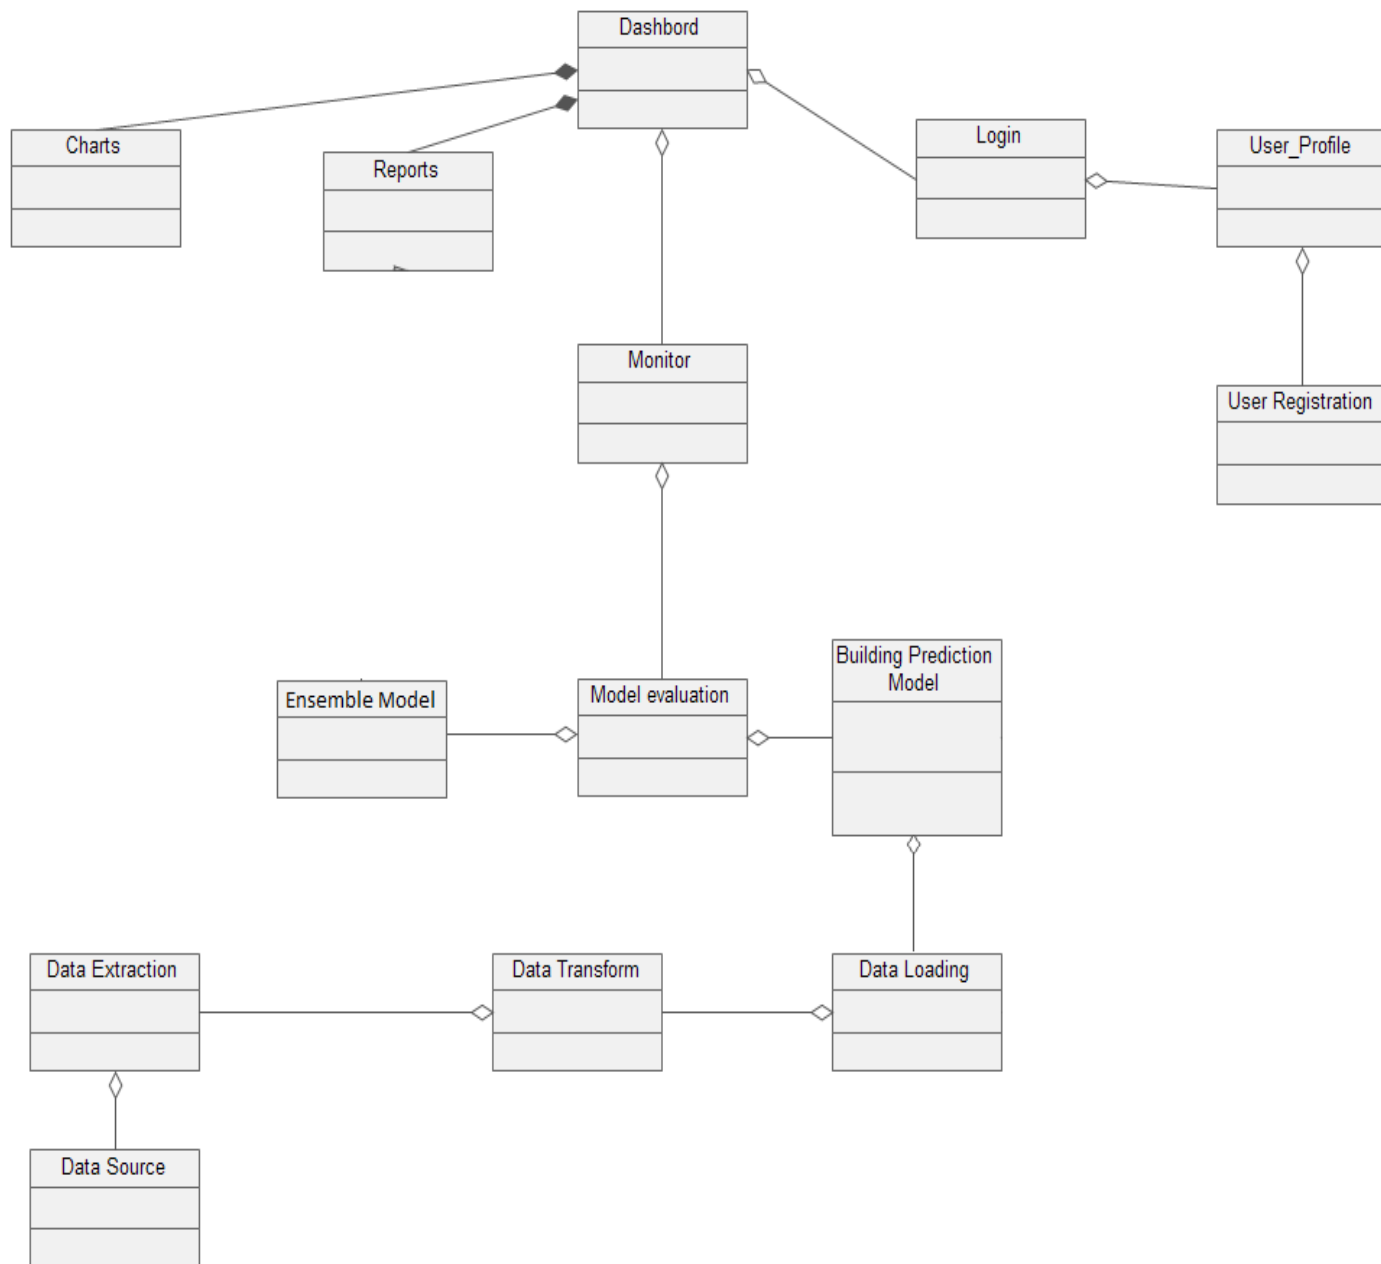 Dashbord
Charts
Reports
Login
User_Profile
Monitor
User Registration
Ensemble Model
Model evaluation
Building Prediction
Model
Data Extraction
Data Transform
Data Loading
Data Source